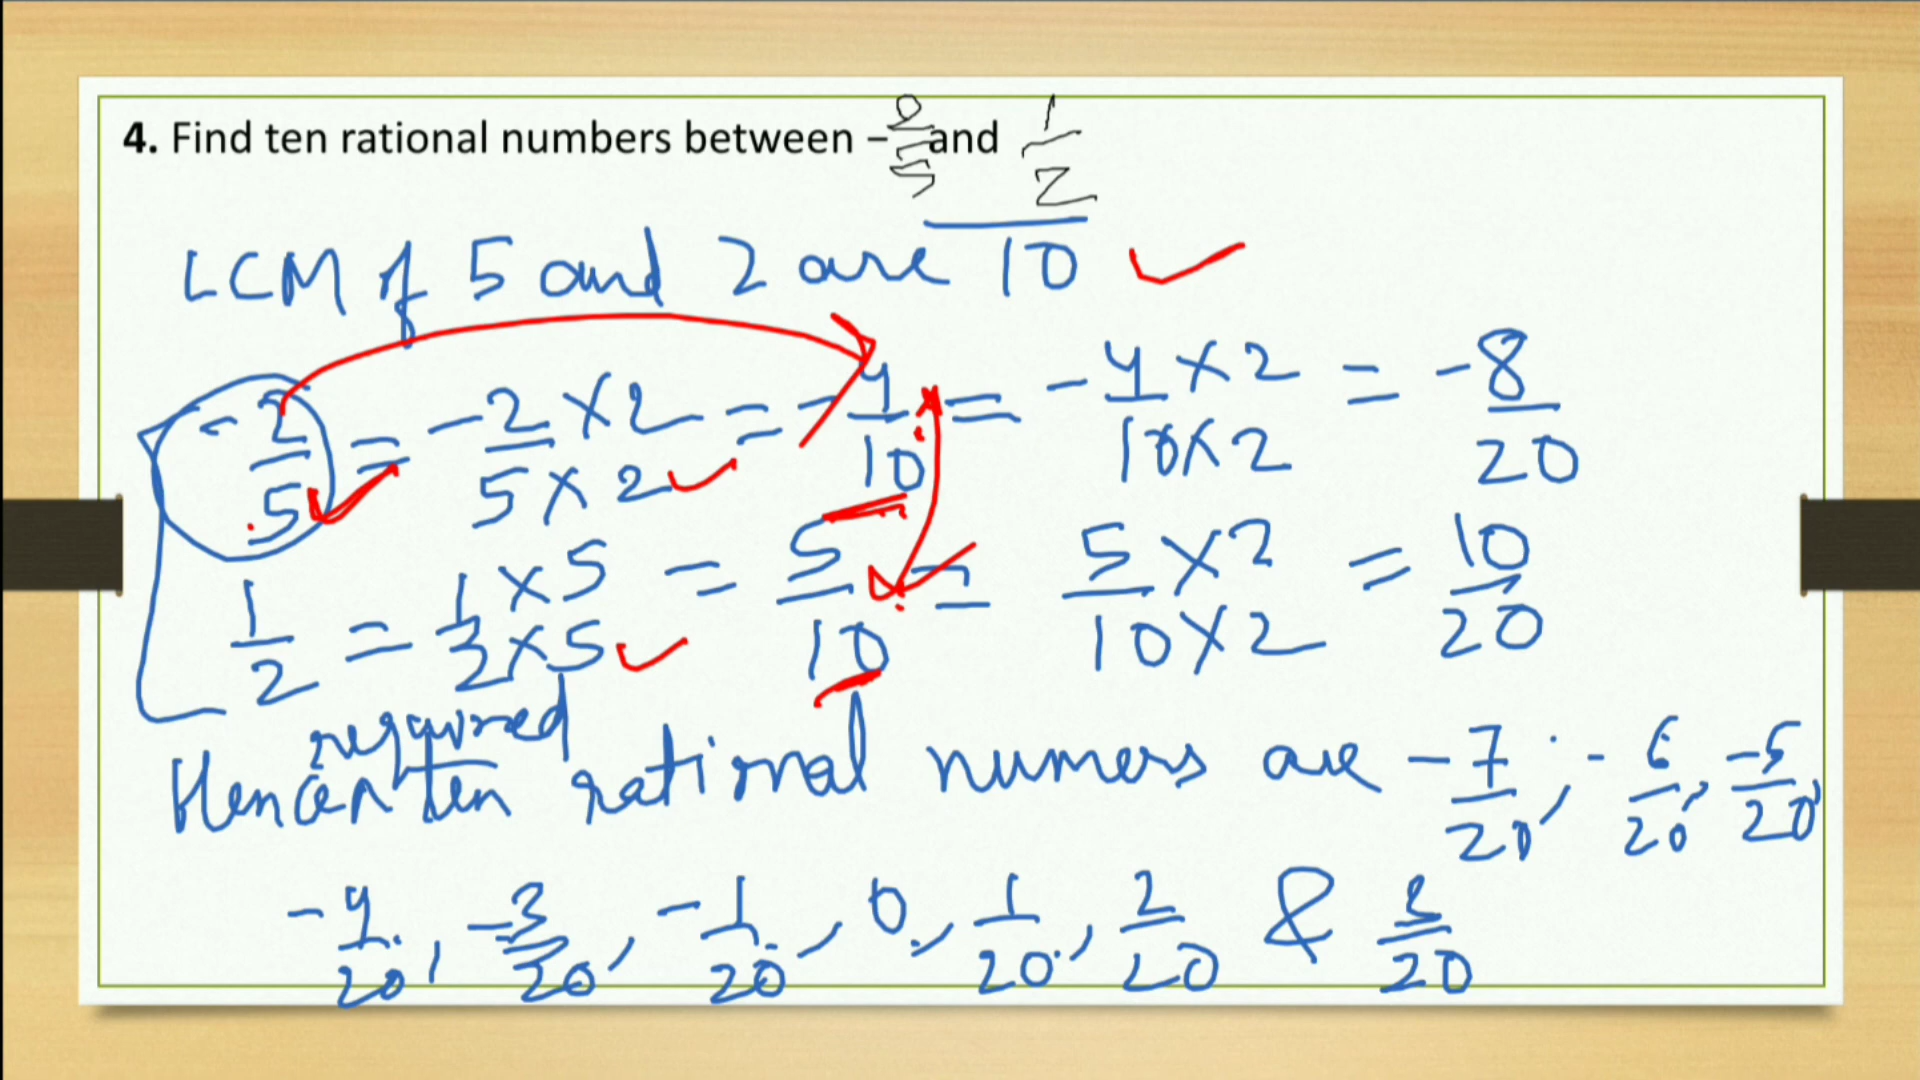 4. Find ten rational numbers between -2/5 and 1/2
LCM of 5 and 2 are 10
-2/5 = -2×2/5×2 = -4/10 = -4×2/10×2 = -8/20
1/2 = 1×5/2×5 = 5/10 = 5×2/10×2 = 10/20
required
Hence ten rational numers are -7/20, -6/20, -5/20,
-4/20, -3/20, -1/20, 0, 1/20, 2/20 & 3/20